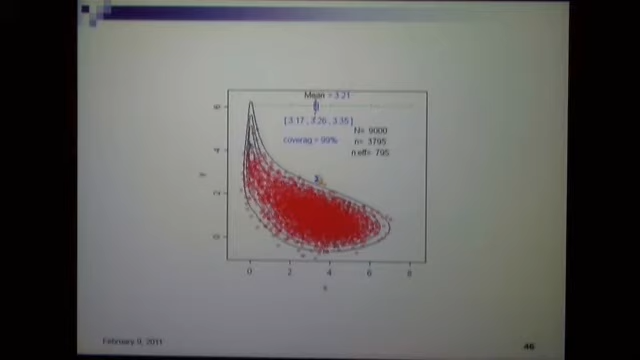 Mean = 3.21
[3.17 , 3.26 , 3.35]
coverag = 99%
N= 9000
n= 3795
n eff= 795
6
4
2
0
y
0 2 4 6 8
x
February 9, 2011
46